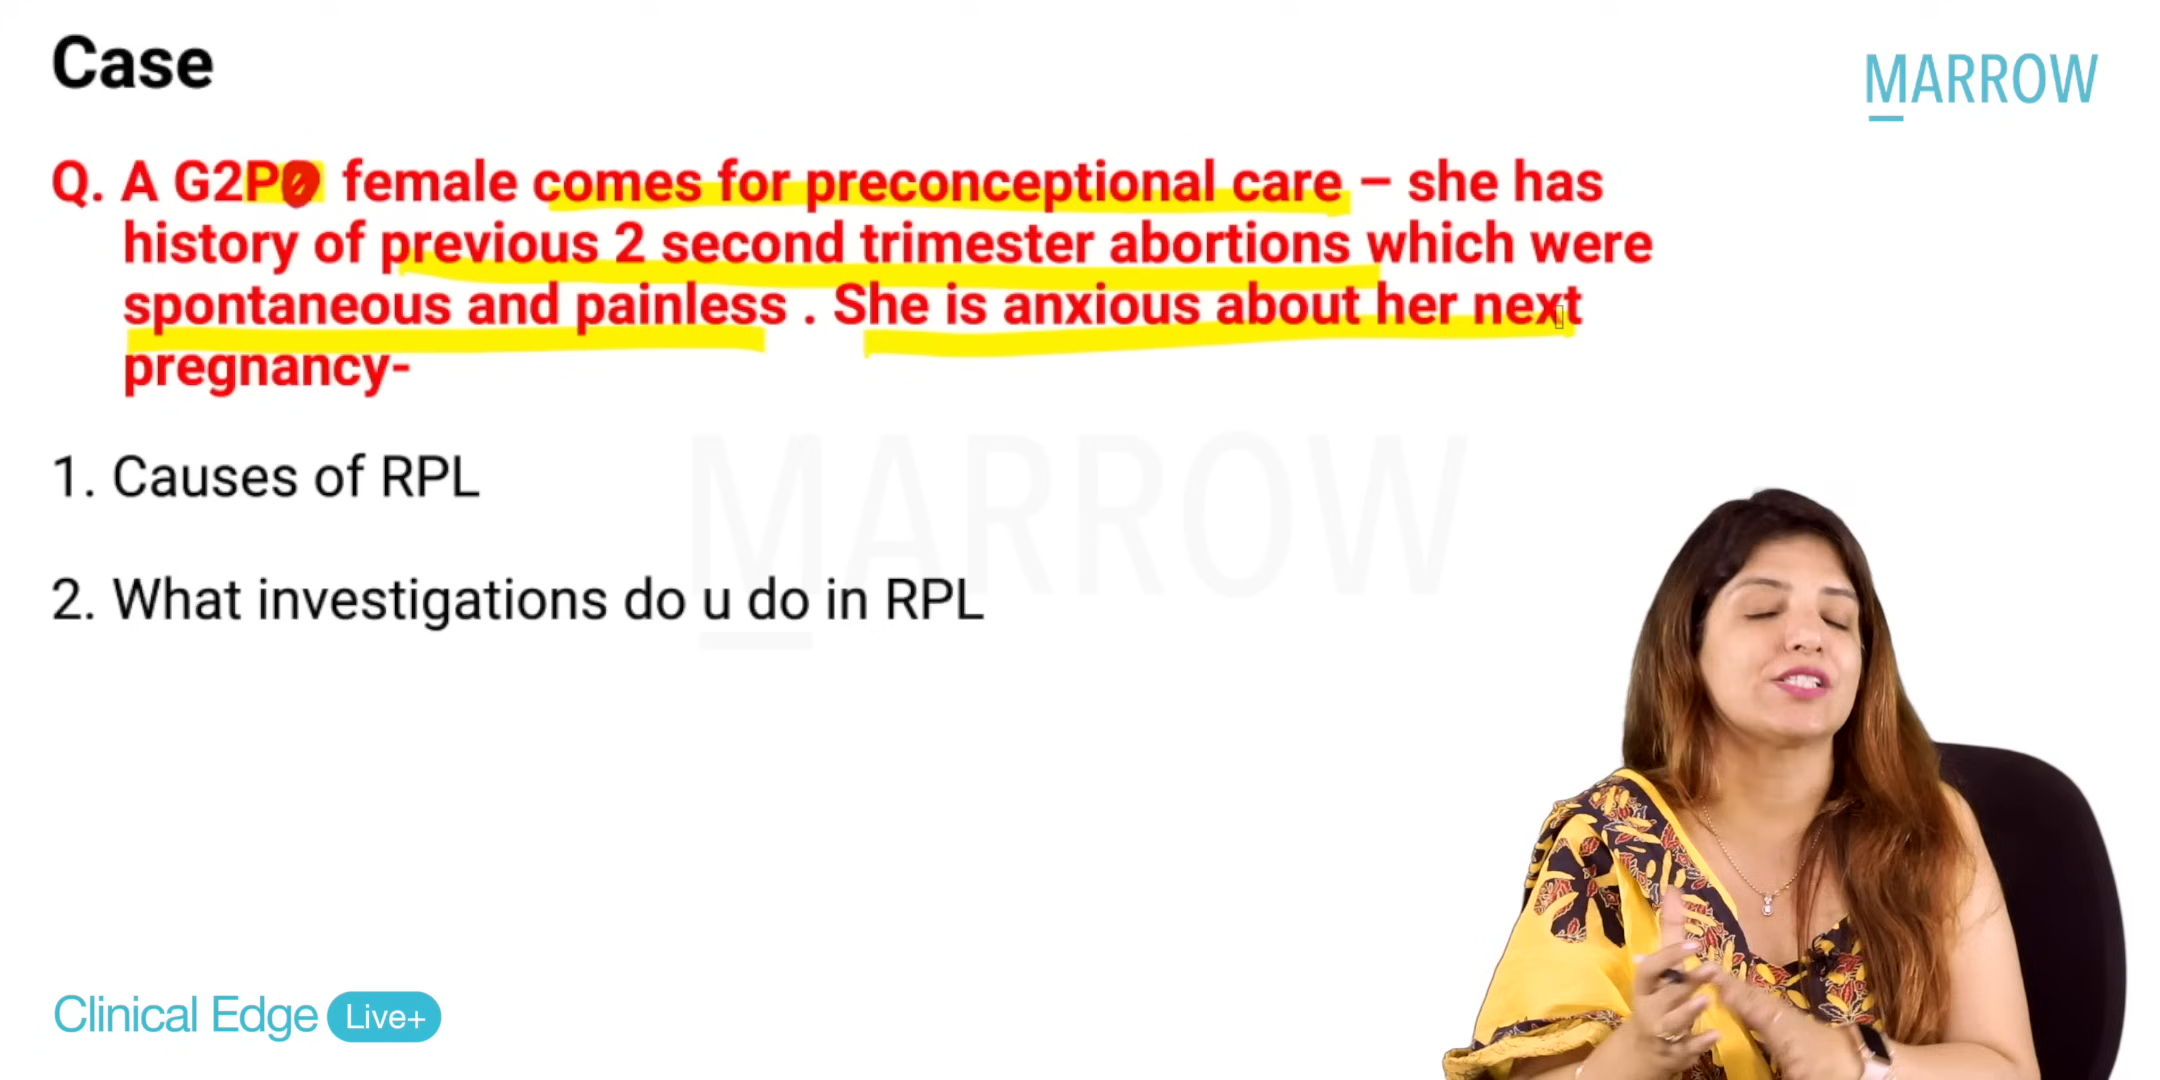 Case
MARROW
Q. A G2P0 female comes for preconceptional care – she has
history of previous 2 second trimester abortions which were
spontaneous and painless . She is anxious about her next
pregnancy-
1. Causes of RPL
MARROW
2. What investigations do u do in RPL
Clinical Edge Live+